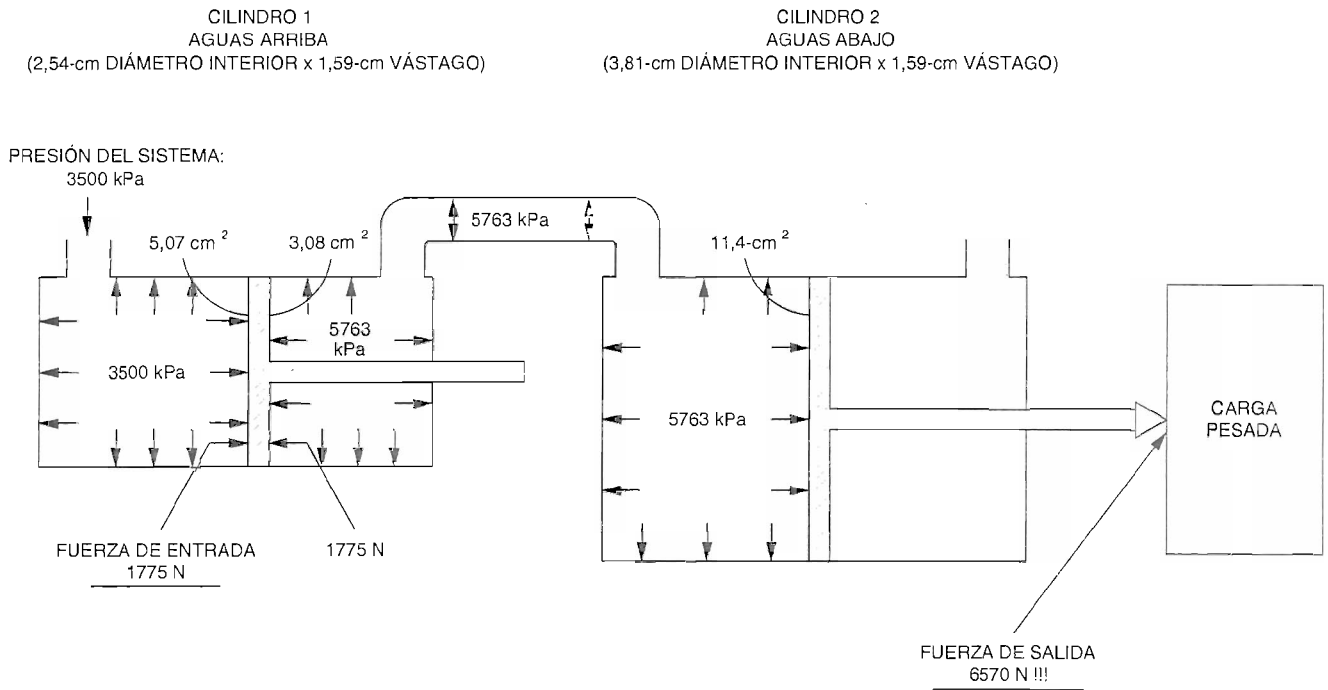 CILINDRO 1
AGUAS ARRIBA
(2,54-cm DIÁMETRO INTERIOR x 1,59-cm VÁSTAGO)
CILINDRO 2
AGUAS ABAJO
(3,81-cm DIÁMETRO INTERIOR x 1,59-cm VÁSTAGO)
PRESIÓN DEL SISTEMA:
3500 kPa
5,07 cm 2
3,08 cm 2
5763 kPa
11,4-cm 2
5763
kPa
3500 kPa
5763 kPa
CARGA
PESADA
FUERZA DE ENTRADA
1775 N
1775 N
FUERZA DE SALIDA
6570 N !!!